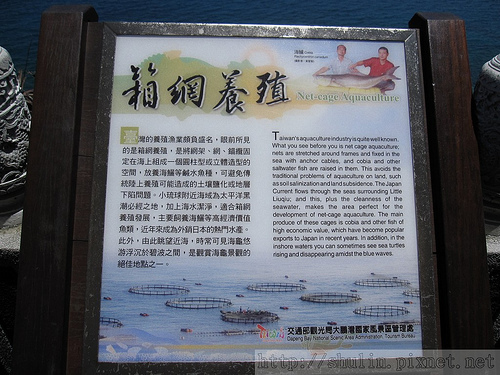 箱網養殖
Net-cage Aquaculture
臺灣的養殖漁業頗負盛名，眼前所見
的是箱網養殖，是將網架、網、錨纜固
定在海上組成一個圓柱型或立體造型的
空間，放養海鱺等鹹水魚種，可避免傳
統陸上養殖可能造成的土壤鹽化或地層
下陷問題。小琉球附近海域為太平洋黑
潮必經之地，加上海水潔淨，適合箱網
養殖發展，主要飼養海鱺等高經濟價值
魚類，近年來成為外銷日本的熱門水產。
此外，由此眺望近海，時常可見海龜悠
游浮沉於碧波之間，是觀賞海龜景觀的
絕佳地點之一。
Taiwan's aquaculture industry is quite well known.
What you see before you is net cage aquaculture;
nets are stretched around frames and fixed in the
sea with anchor cables, and cobia and other
saltwater fish are raised in them. This avoids the
traditional problems of aquaculture on land, such
as soil salinization and land subsidence. The Japan
Current flows through the seas surrounding Little
Liuqiu; and this, plus the cleanness of the
seawater, makes the area perfect for the
development of net-cage aquaculture. The main
produce of these cages is cobia and other fish of
high economic value, which have become popular
exports to Japan in recent years. In addition, in the
inshore waters you can sometimes see sea turtles
rising and disappearing amidst the blue waves.
交通部觀光局大鵬灣國家風景區管理處
Dapeng Bay National Scenic Area Administration, Tourism Bureau
http://shulin.pixnet.net